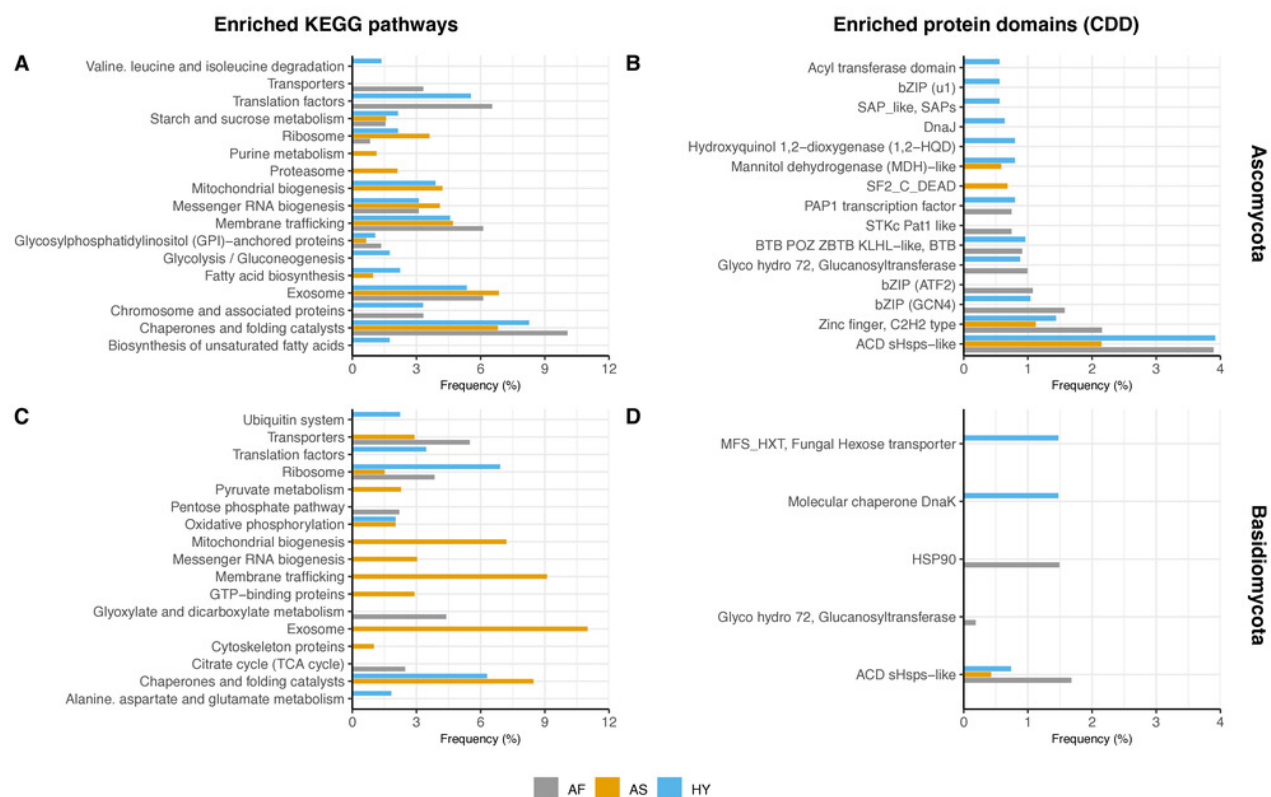 Enriched KEGG pathways
Enriched protein domains (CDD)
A
Valine. leucine and isoleucine degradation
Transporters
Translation factors
Starch and sucrose metabolism
Ribosome
Purine metabolism
Proteasome
Mitochondrial biogenesis
Messenger RNA biogenesis
Membrane trafficking
Glycosylphosphatidylinositol (GPI)−anchored proteins
Glycolysis / Gluconeogenesis
Fatty acid biosynthesis
Exosome
Chromosome and associated proteins
Chaperones and folding catalysts
Biosynthesis of unsaturated fatty acids
0 3 6 9 12
Frequency (%)
B
Acyl transferase domain
bZIP (u1)
SAP_like, SAPs
DnaJ
Hydroxyquinol 1,2−dioxygenase (1,2−HQD)
Mannitol dehydrogenase (MDH)−like
SF2_C_DEAD
PAP1 transcription factor
STKc Pat1 like
BTB POZ ZBTB KLHL−like, BTB
Glyco hydro 72, Glucanosyltransferase
bZIP (ATF2)
bZIP (GCN4)
Zinc finger, C2H2 type
ACD sHsps−like
0 1 2 3 4
Frequency (%)
Ascomycota
C
Ubiquitin system
Transporters
Translation factors
Ribosome
Pyruvate metabolism
Pentose phosphate pathway
Oxidative phosphorylation
Mitochondrial biogenesis
Messenger RNA biogenesis
Membrane trafficking
GTP−binding proteins
Glyoxylate and dicarboxylate metabolism
Exosome
Cytoskeleton proteins
Citrate cycle (TCA cycle)
Chaperones and folding catalysts
Alanine. aspartate and glutamate metabolism
0 3 6 9 12
Frequency (%)
D
MFS_HXT, Fungal Hexose transporter
Molecular chaperone DnaK
HSP90
Glyco hydro 72, Glucanosyltransferase
ACD sHsps−like
0 1 2 3 4
Frequency (%)
Basidiomycota
AF AS HY